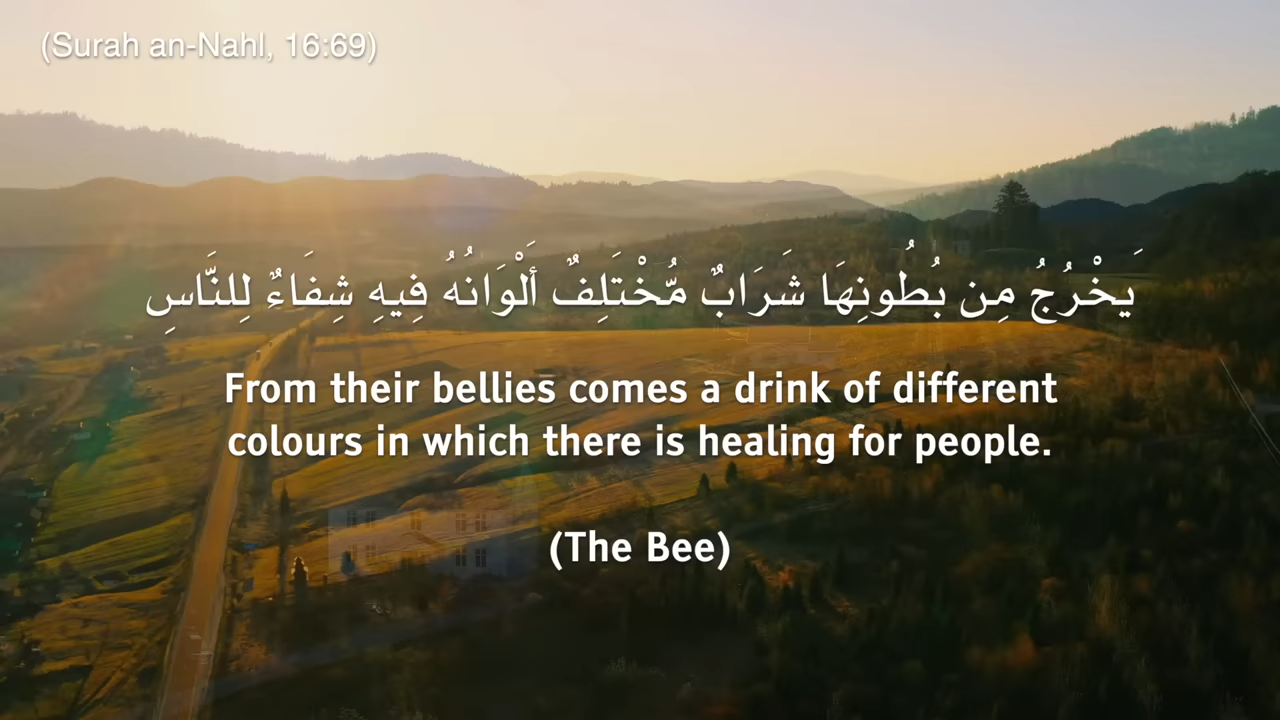 (Surah an-Nahl, 16:69)
يَخْرُجُ مِن بُطُونِهَا شَرَابٌ مُّخْتَلِفٌ أَلْوَانُهُ فِيهِ شِفَاءٌ لِلنَّاسِ
From their bellies comes a drink of different
colours in which there is healing for people.
(The Bee)